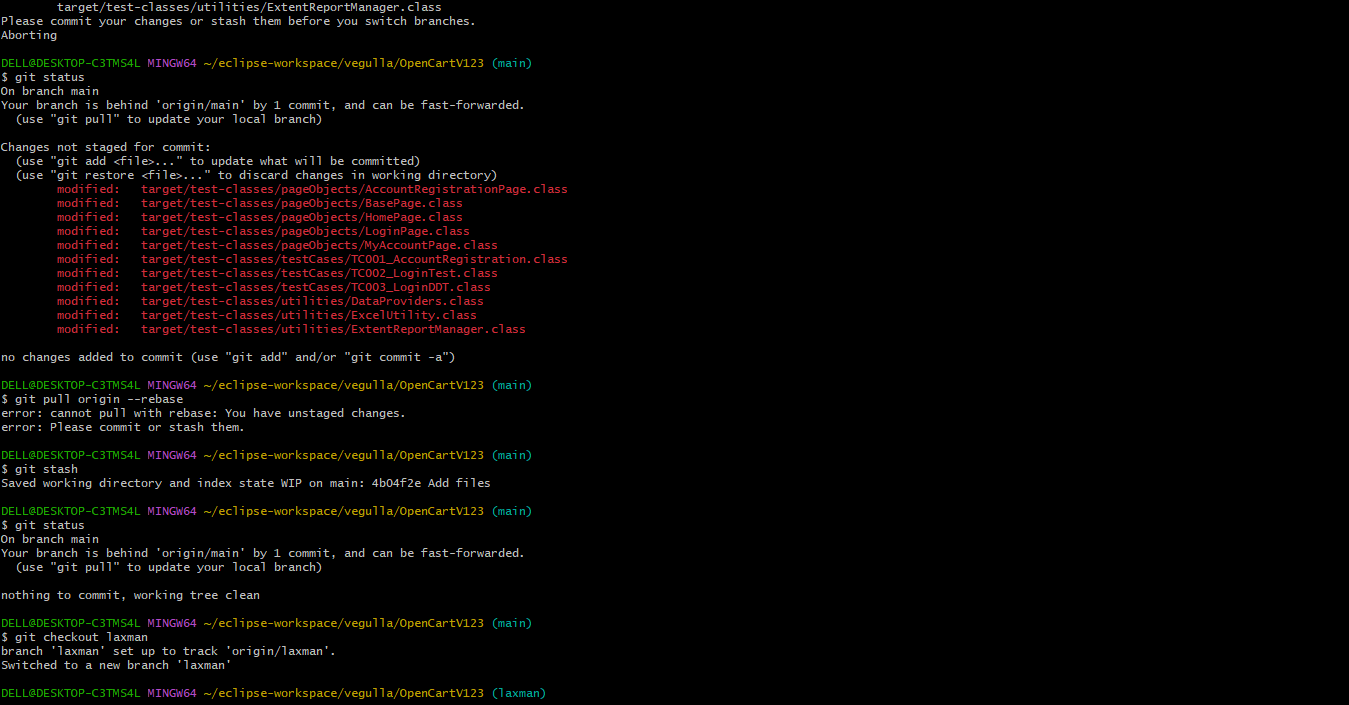 target/test-classes/utilities/ExtentReportManager.class
Please commit your changes or stash them before you switch branches.
Aborting
DELL@DESKTOP-C3TMS4L MINGW64 ~/eclipse-workspace/vegulla/OpenCartV123 (main)
$ git status
On branch main
Your branch is behind 'origin/main' by 1 commit, and can be fast-forwarded.
(use "git pull" to update your local branch)
Changes not staged for commit:
(use "git add <file>..." to update what will be committed)
(use "git restore <file>..." to discard changes in working directory)
modified: target/test-classes/pageObjects/AccountRegistrationPage.class
modified: target/test-classes/pageObjects/BasePage.class
modified: target/test-classes/pageObjects/HomePage.class
modified: target/test-classes/pageObjects/LoginPage.class
modified: target/test-classes/pageObjects/MyAccountPage.class
modified: target/test-classes/testCases/TC001_AccountRegistration.class
modified: target/test-classes/testCases/TC002_LoginTest.class
modified: target/test-classes/testCases/TC003_LoginDDT.class
modified: target/test-classes/utilities/DataProviders.class
modified: target/test-classes/utilities/ExcelUtility.class
modified: target/test-classes/utilities/ExtentReportManager.class
no changes added to commit (use "git add" and/or "git commit -a")
DELL@DESKTOP-C3TMS4L MINGW64 ~/eclipse-workspace/vegulla/OpenCartV123 (main)
$ git pull origin --rebase
error: cannot pull with rebase: You have unstaged changes.
error: Please commit or stash them.
DELL@DESKTOP-C3TMS4L MINGW64 ~/eclipse-workspace/vegulla/OpenCartV123 (main)
$ git stash
Saved working directory and index state WIP on main: 4b04f2e Add files
DELL@DESKTOP-C3TMS4L MINGW64 ~/eclipse-workspace/vegulla/OpenCartV123 (main)
$ git status
On branch main
Your branch is behind 'origin/main' by 1 commit, and can be fast-forwarded.
(use "git pull" to update your local branch)
nothing to commit, working tree clean
DELL@DESKTOP-C3TMS4L MINGW64 ~/eclipse-workspace/vegulla/OpenCartV123 (main)
$ git checkout laxman
branch 'laxman' set up to track 'origin/laxman'.
Switched to a new branch 'laxman'
DELL@DESKTOP-C3TMS4L MINGW64 ~/eclipse-workspace/vegulla/OpenCartV123 (laxman)